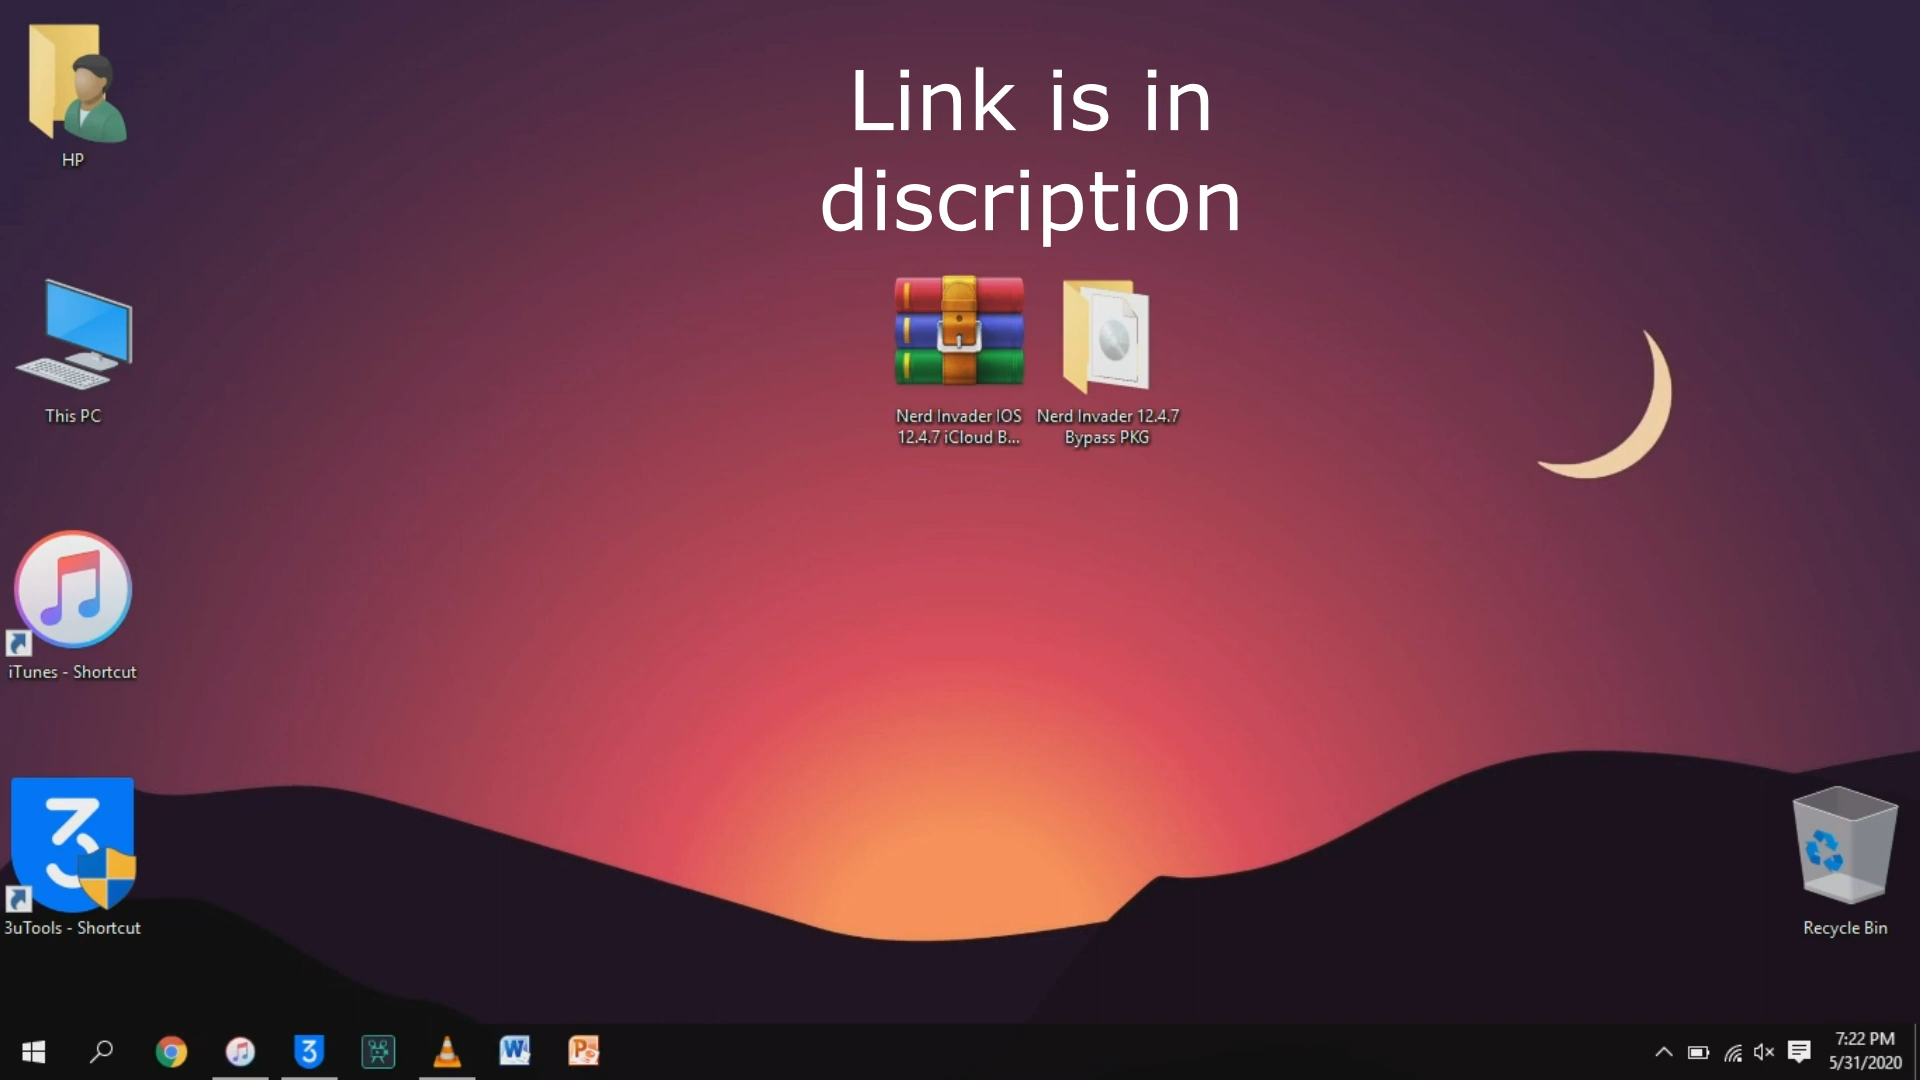 Link is in
discription
HP
This PC
iTunes - Shortcut
3uTools - Shortcut
Nerd Invader IOS
12.4.7 iCloud B...
Nerd Invader 12.4.7
Bypass PKG
Recycle Bin
7:22 PM
5/31/2020